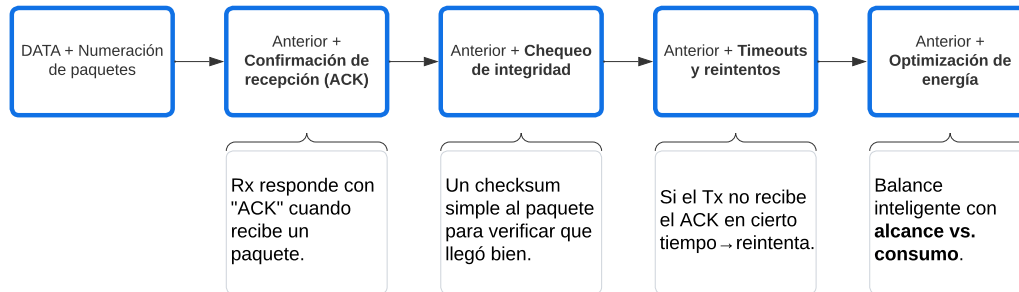 DATA + Numeración
de paquetes
Anterior +
Confirmación de
recepción (ACK)
Anterior + Chequeo
de integridad
Anterior + Timeouts
y reintentos
Anterior +
Optimización de
energía
Rx responde con
"ACK" cuando
recibe un
paquete.
Un checksum
simple al paquete
para verificar que
llegó bien.
Si el Tx no recibe
el ACK en cierto
tiempo→reintenta.
Balance
inteligente con
alcance vs.
consumo.